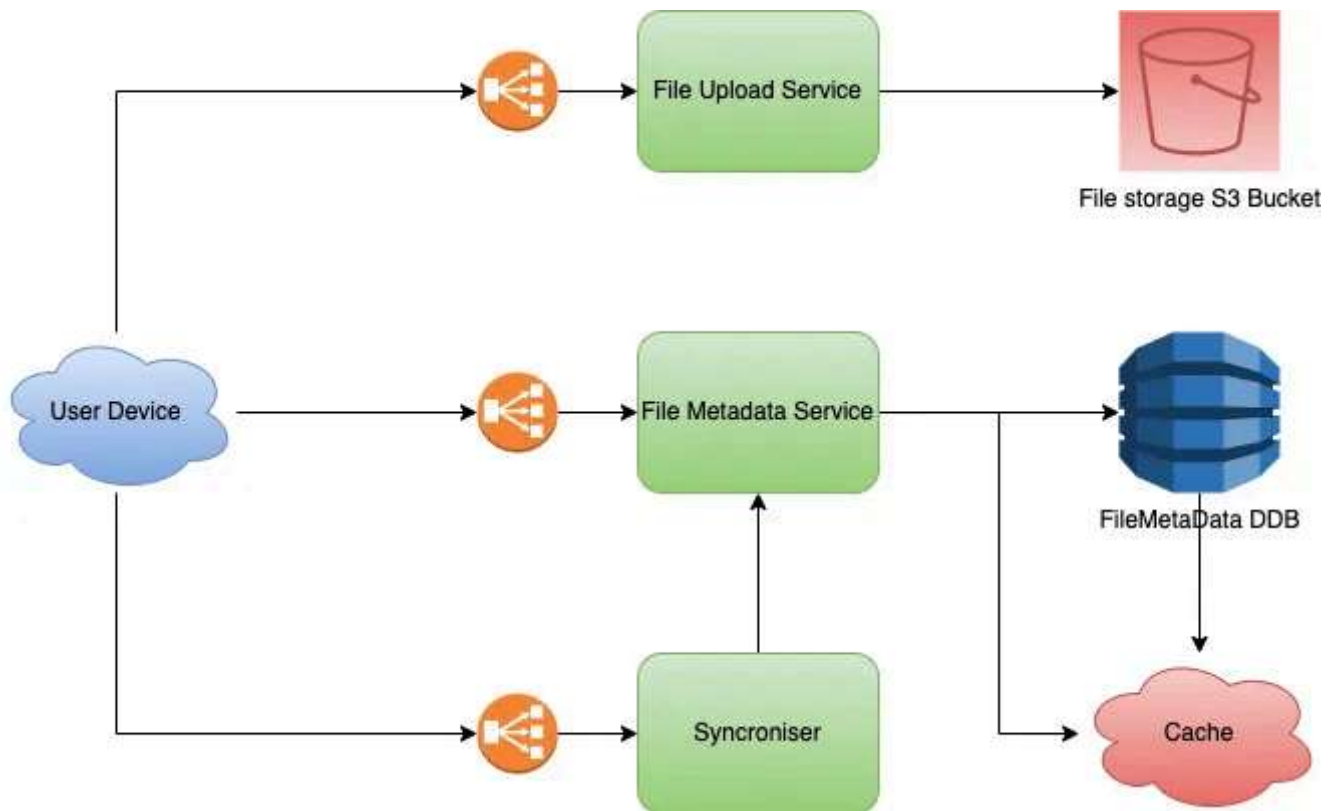 File Upload Service
File storage S3 Bucket
User Device
File Metadata Service
FileMetaData DDB
Syncroniser
Cache